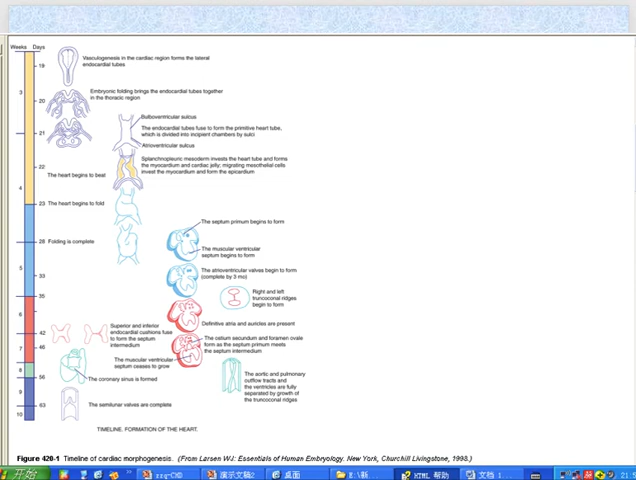 Weeks Days
19
Vasculogenesis in the cardiac region forms the lateral
endocardial tubes
3
Embryonic folding brings the endocardial tubes together
in the thoracic region
20
Bulboventricular sulcus
The endocardial tubes fuse to form the primitive heart tube,
which is divided into incipient chambers by sulci
21
Atrioventricular sulcus
Splanchnopleuric mesoderm invests the heart tube and forms
the myocardium and cardiac jelly; migrating mesothelial cells
invest the myocardium and form the epicardium
22
The heart begins to beat
4
23 The heart begins to fold
The septum primum begins to form
28 Folding is complete
The muscular ventricular
septum begins to form
5
The atrioventricular valves begin to form
(complete by 3 mo)
33
Right and left
truncoconal ridges
begin to form
35
6
Definitive atria and auricles are present
Superior and inferior
endocardial cushions fuse
to form the septum
intermedium
42
The ostium secundum and foramen ovale
form as the septum primum meets
the septum intermedium
7
46
The muscular ventricular
septum ceases to grow
8
56
The coronary sinus is formed
The aortic and pulmonary
outflow tracts and
the ventricles are fully
separated by growth of
the truncoconal ridges
9
63
The semilunar valves are complete
10
TIMELINE. FORMATION OF THE HEART.
Figure 420-1 Timeline of cardiac morphogenesis. (From Larsen WJ: Essentials of Human Embryology. New York, Churchill Livingstone, 1998.)
开始
演示文稿2
桌面
HTML 帮助
文档 1